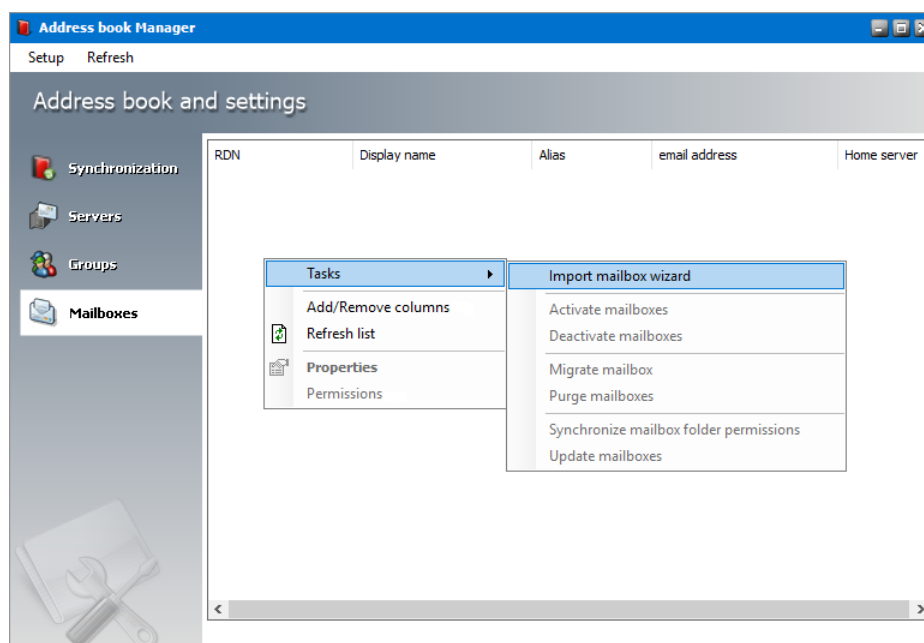 Address book Manager
Setup Refresh
Address book and settings
Synchronization
Servers
Groups
Mailboxes
RDN Display name Alias email address Home server
Tasks
Add/Remove columns
Refresh list
Properties
Permissions
Import mailbox wizard
Activate mailboxes
Deactivate mailboxes
Migrate mailbox
Purge mailboxes
Synchronize mailbox folder permissions
Update mailboxes